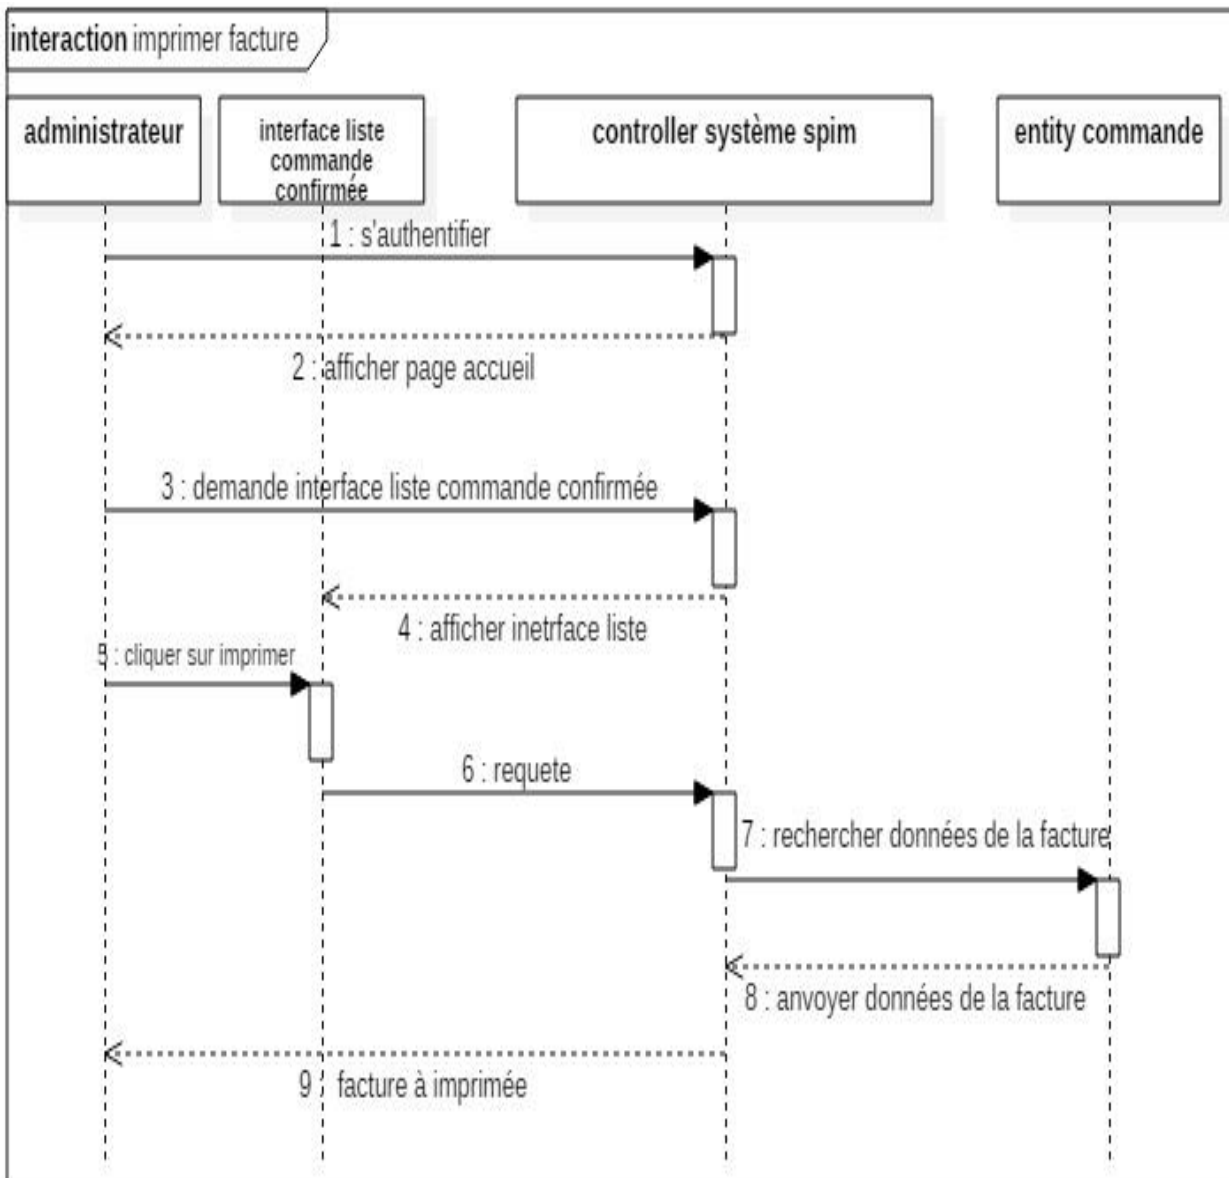 interaction imprimer facture
administrateur
interface liste
commande
confirmée
controller système spim
entity commande
1 : s'authentifier
2 : afficher page accueil
3 : demande interface liste commande confirmée
4 : afficher inetrface liste
5 : cliquer sur imprimer
6 : requete
7 : rechercher données de la facture
8 : anvoyer données de la facture
9 : facture à imprimée